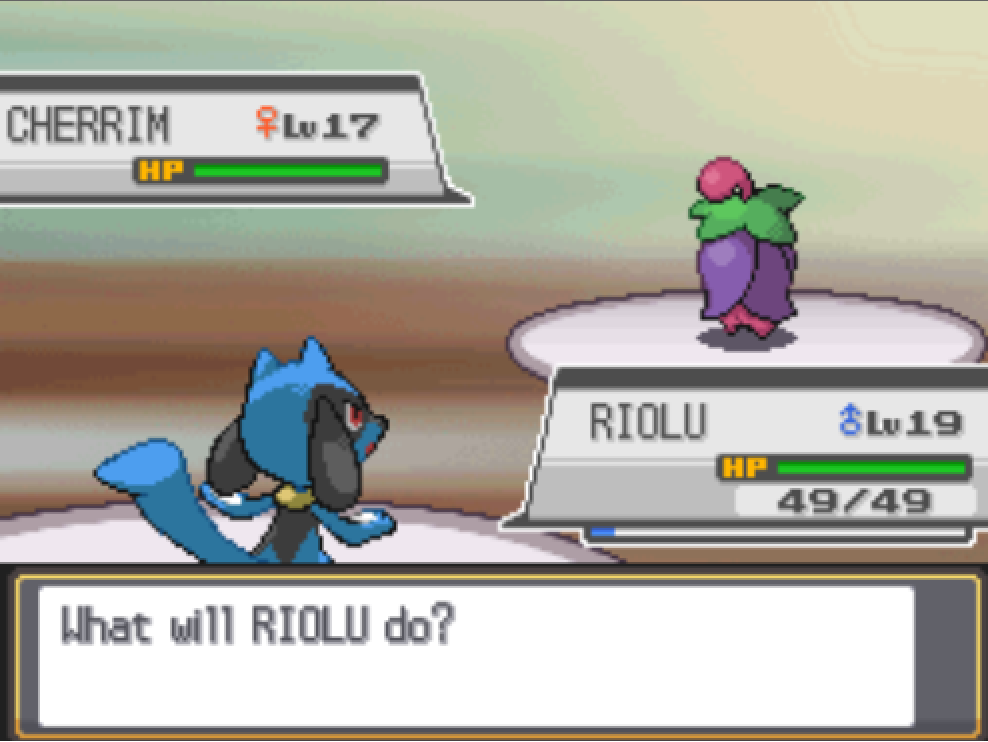 CHERRIM ♀Lv17
HP
RIOLU ♂Lv19
HP
49/49
What will RIOLU do?